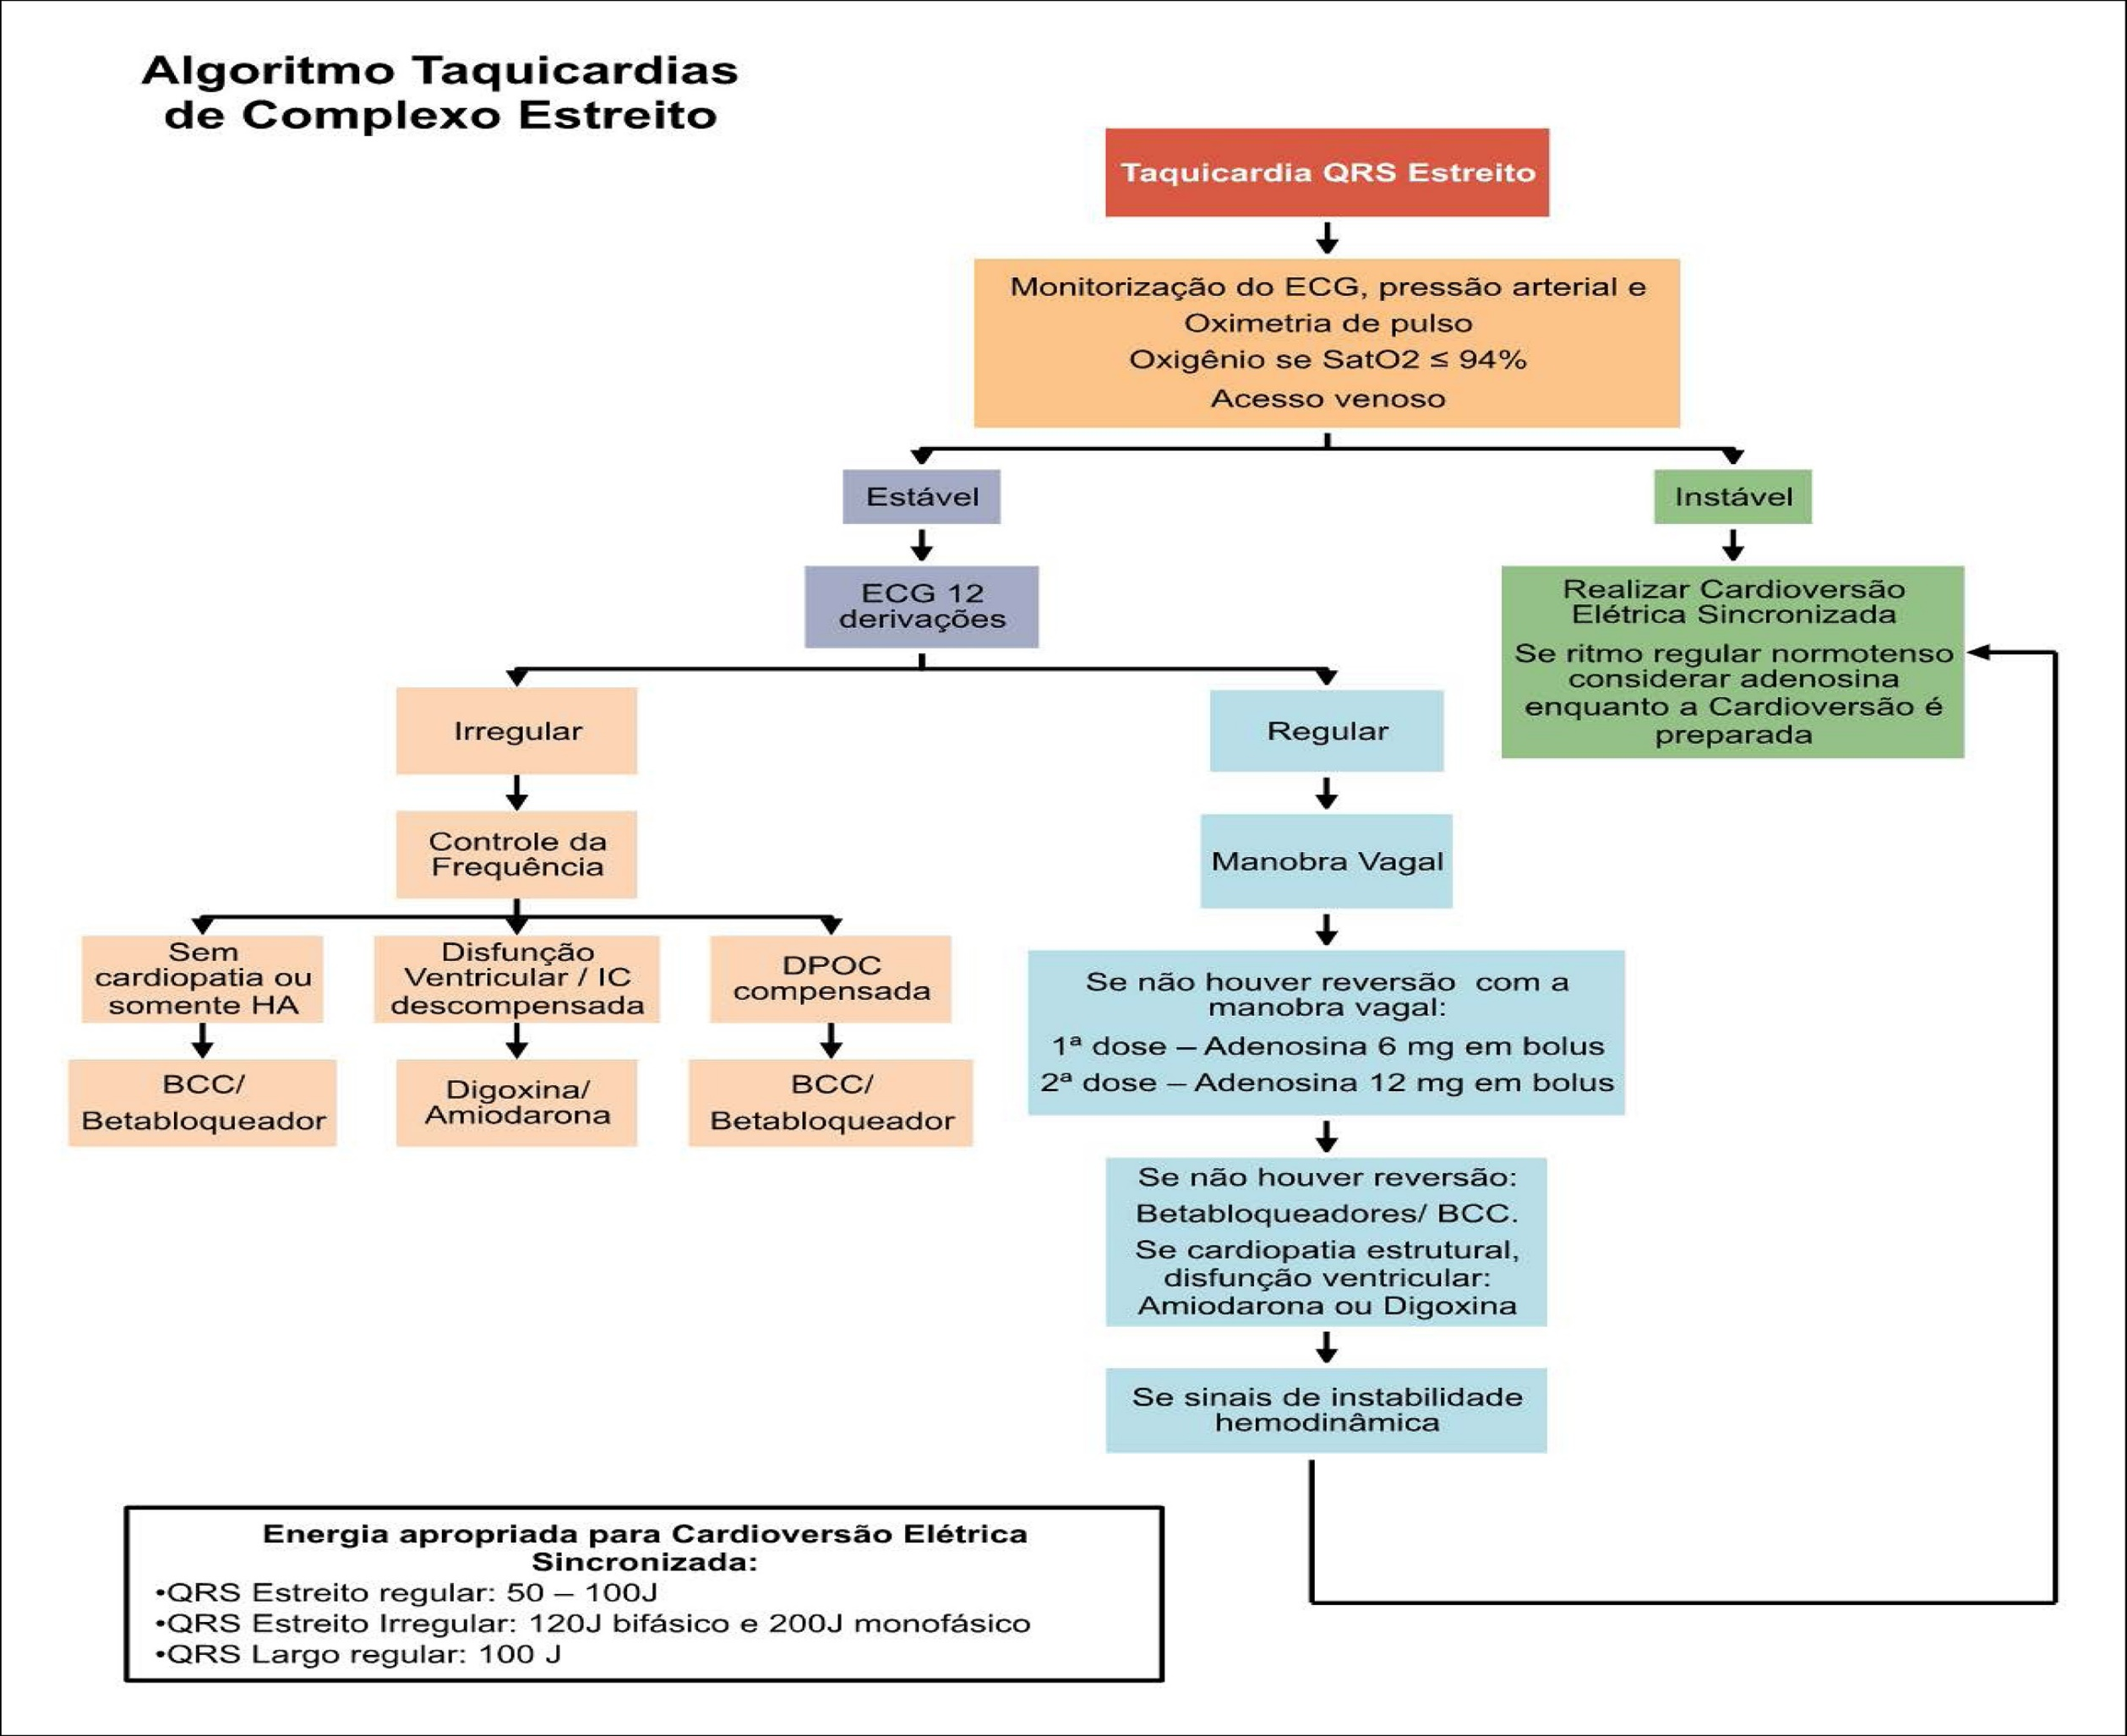 Algoritmo Taquicardias
de Complexo Estreito
Taquicardia QRS Estreito
Monitorização do ECG, pressão arterial e
Oximetria de pulso
Oxigênio se SatO2 ≤ 94%
Acesso venoso
Estável
Instável
ECG 12
derivações
Realizar Cardioversão
Elétrica Sincronizada
Se ritmo regular normotenso
considerar adenosina
enquanto a Cardioversão é
preparada
Irregular
Regular
Controle da
Frequência
Manobra Vagal
Sem
cardiopatia ou
somente HA
Disfunção
Ventricular / IC
descompensada
DPOC
compensada
BCC/
Betabloqueador
Digoxina/
Amiodarona
BCC/
Betabloqueador
Se não houver reversão com a
manobra vagal:
1ª dose – Adenosina 6 mg em bolus
2ª dose – Adenosina 12 mg em bolus
Se não houver reversão:
Betabloqueadores/ BCC.
Se cardiopatia estrutural,
disfunção ventricular:
Amiodarona ou Digoxina
Se sinais de instabilidade
hemodinâmica
Energia apropriada para Cardioversão Elétrica
Sincronizada:
•QRS Estreito regular: 50 – 100J
•QRS Estreito Irregular: 120J bifásico e 200J monofásico
•QRS Largo regular: 100 J